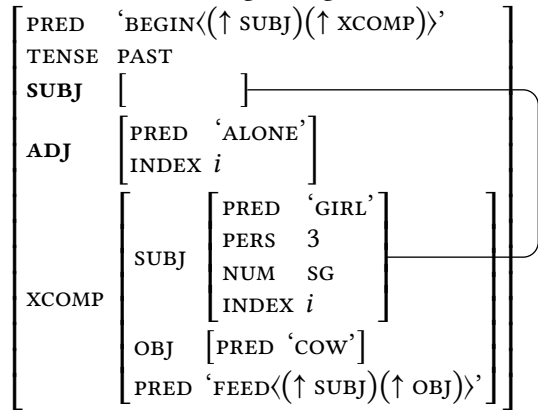 PRED ‘BEGIN⟨(↑ SUBJ)(↑ XCOMP)⟩’
TENSE PAST
SUBJ [ ]
ADJ [PRED ‘ALONE’
INDEX i]
XCOMP [SUBJ [PRED ‘GIRL’
PERS 3
NUM SG
INDEX i]
OBJ [PRED ‘COW’]
PRED ‘FEED⟨(↑ SUBJ)(↑ OBJ)⟩’]